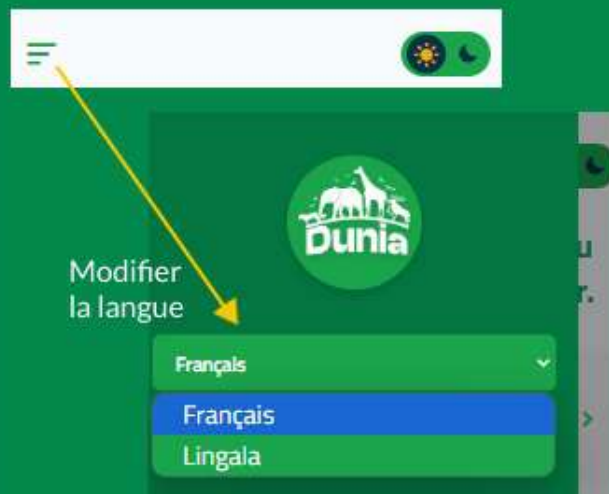 Dunia
Modifier
la langue
Français
Français
Lingala
u
r.